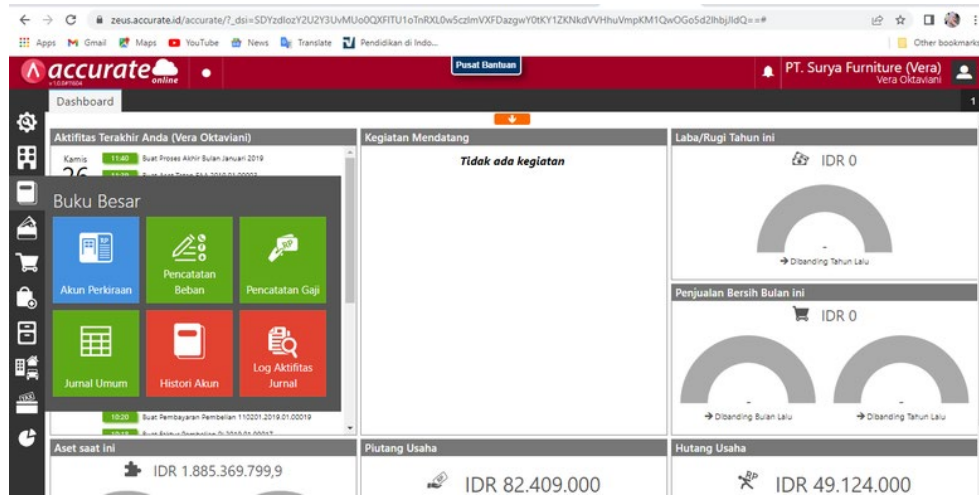 zeus.accurate.id/accurate/?_dsi=SDYzdlozY2U2Y3UvMUo0QXFITU1oTnRXL0w5czlmVXFDazgwY0tKY1ZKNkdVVHhuVmpKM1QwOGo5d2lhbjJIdQ==#
Apps Gmail Maps YouTube News Translate Pendidikan di Indo... Other bookmarks
accurate online Pusat Bantuan PT. Surya Furniture (Vera)
Vera Oktaviani
Dashboard 1
Aktifitas Terakhir Anda (Vera Oktaviani) Kegiatan Mendatang Laba/Rugi Tahun ini
Kamis 11:40 Buat Proses Akhir Bulan Januari 2019 Tidak ada kegiatan IDR 0
26
Buku Besar
-
Dibanding Tahun Lalu
Akun Perkiraan Pencatatan Beban Pencatatan Gaji
Penjualan Bersih Bulan ini
IDR 0
Jurnal Umum Histori Akun Log Aktifitas Jurnal
- -
Dibanding Bulan Lalu Dibanding Tahun Lalu
10:20 Buat Pembayaran Pembelian 110201.2019.01.00019
Aset saat ini Piutang Usaha Hutang Usaha
IDR 1.885.369.799,9 IDR 82.409.000 IDR 49.124.000